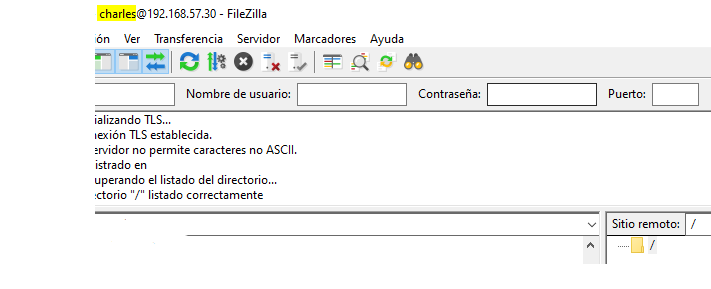 charles@192.168.57.30 - FileZilla
ión Ver Transferencia Servidor Marcadores Ayuda
Nombre de usuario: Contraseña: Puerto:
ializando TLS...
nexión TLS establecida.
ervidor no permite caracteres no ASCII.
istrado en
uperando el listado del directorio...
ectorio "/" listado correctamente
Sitio remoto: /
/